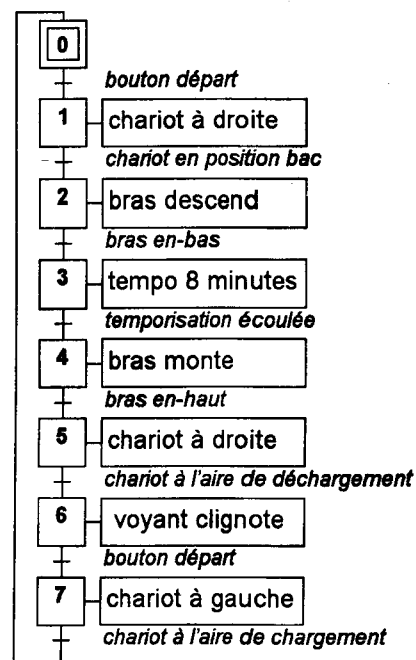 0
bouton départ
1 chariot à droite
chariot en position bac
2 bras descend
bras en-bas
3 tempo 8 minutes
temporisation écoulée
4 bras monte
bras en-haut
5 chariot à droite
chariot à l'aire de déchargement
6 voyant clignote
bouton départ
7 chariot à gauche
chariot à l'aire de chargement